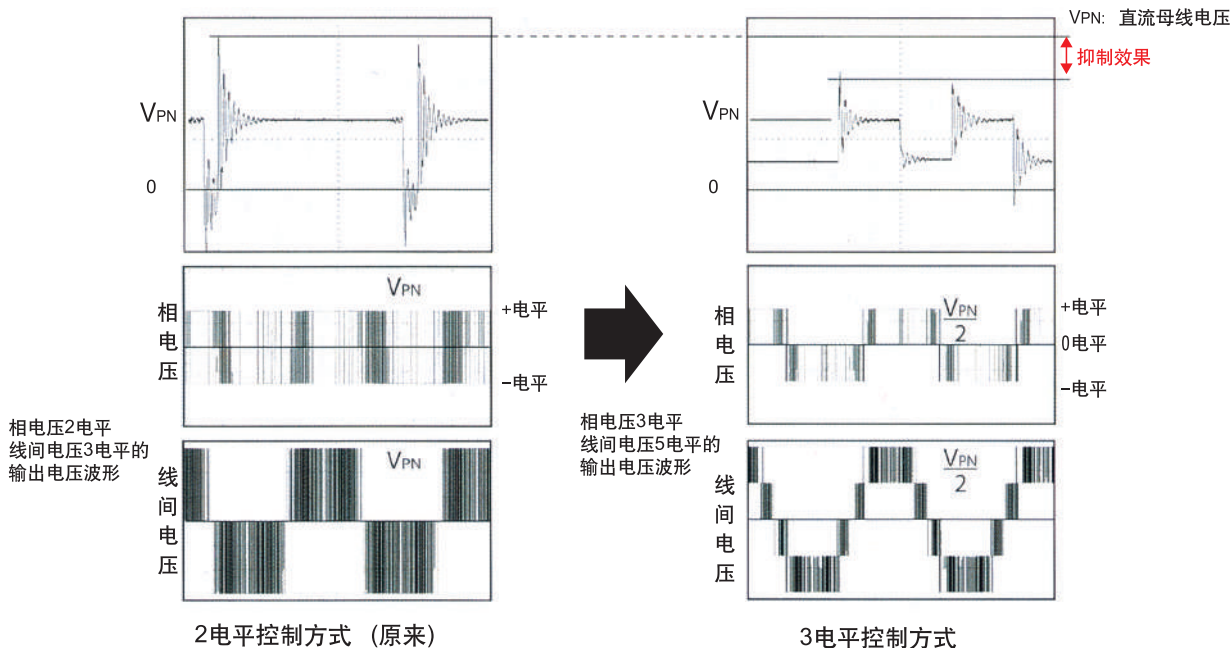 VPN: 直流母线电压
抑制效果
VPN
0
VPN
0
相电压
VPN
+电平
−电平
相电压
VPN
2
+电平
0电平
−电平
相电压2电平
线间电压3电平的
输出电压波形
线间电压
VPN
相电压3电平
线间电压5电平的
输出电压波形
线间电压
VPN
2
2电平控制方式 (原来)
3电平控制方式